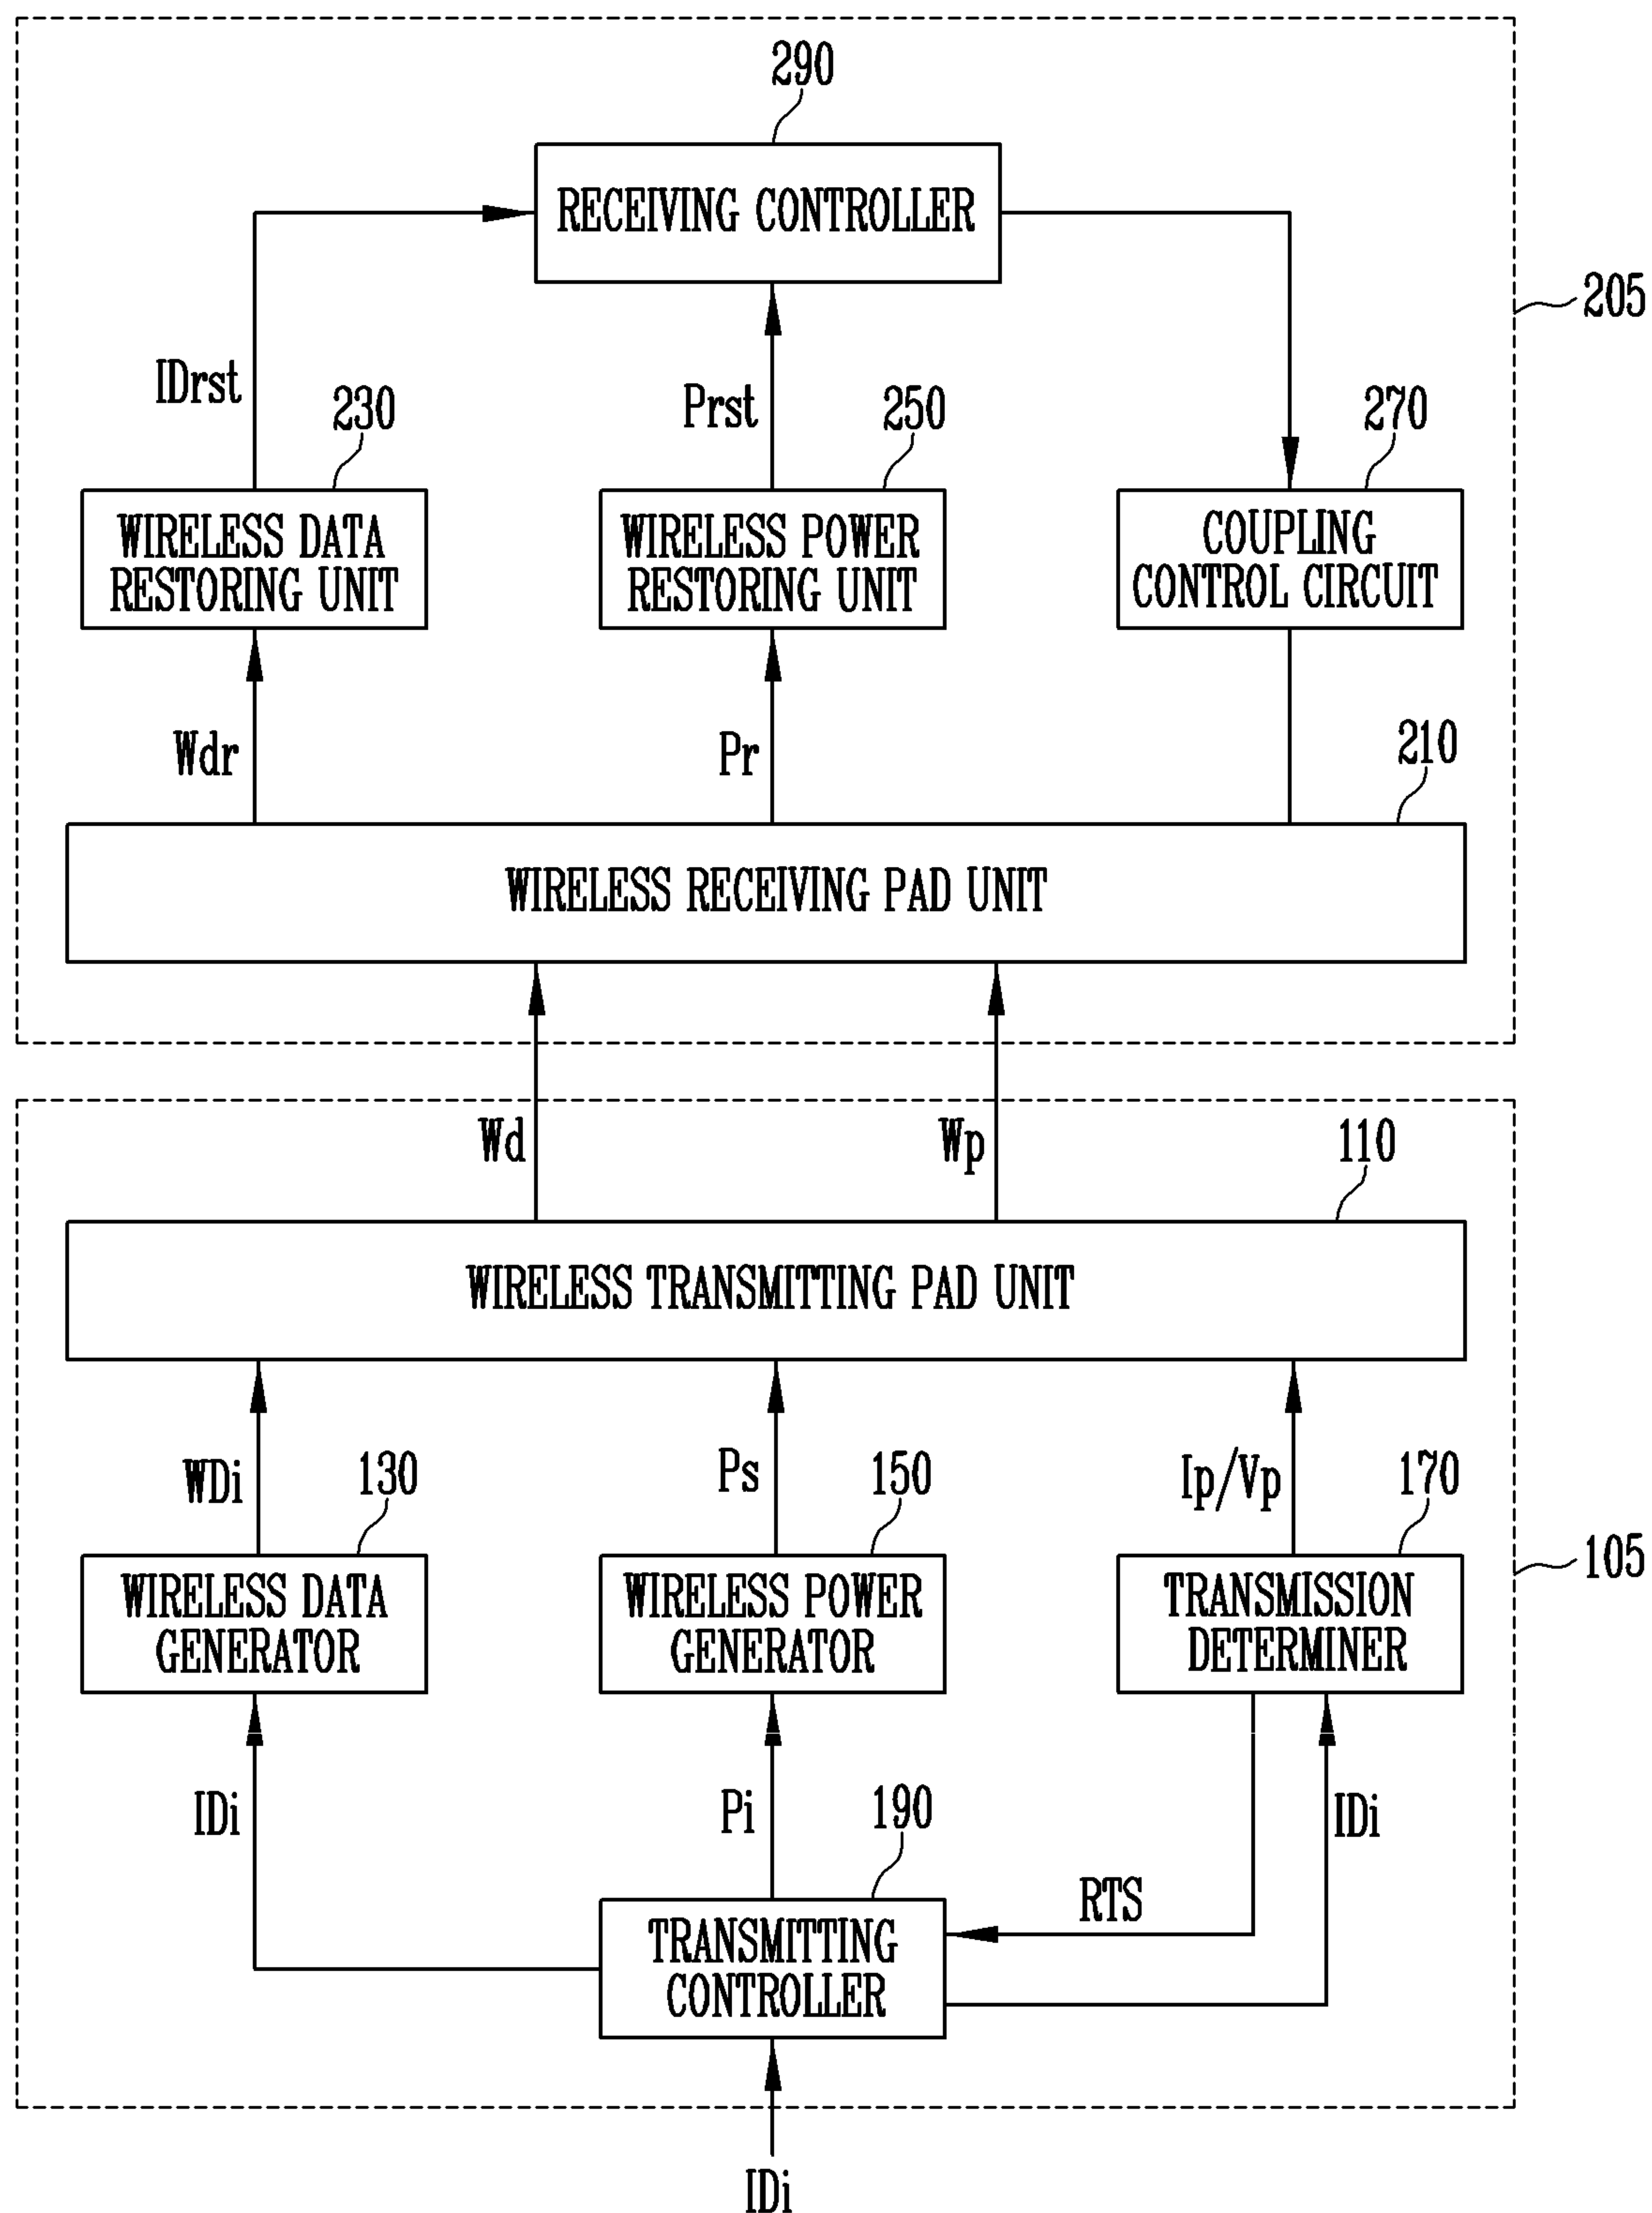 290
RECEIVING CONTROLLER
205
IDrst
230
Prst
250
270
WIRELESS DATA
RESTORING UNIT
WIRELESS POWER
RESTORING UNIT
COUPLING
CONTROL CIRCUIT
Wdr
Pr
210
WIRELESS RECEIVING PAD UNIT
Wd
Wp
110
WIRELESS TRANSMITTING PAD UNIT
WDi
130
Ps
150
Ip/Vp
170
105
WIRELESS DATA
GENERATOR
WIRELESS POWER
GENERATOR
TRANSMISSION
DETERMINER
IDi
Pi
190
IDi
RTS
TRANSMITTING
CONTROLLER
IDi